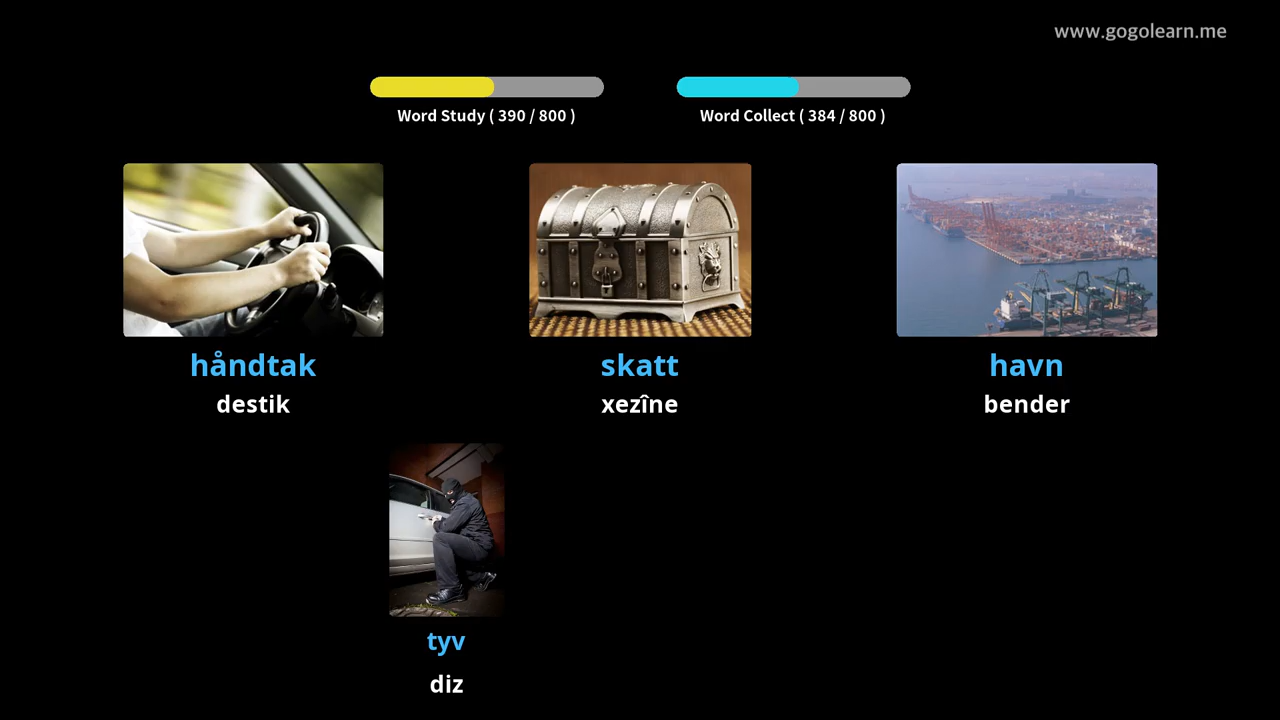 www.gogolearn.me
Word Study ( 390 / 800 )
Word Collect ( 384 / 800 )
håndtak
skatt
havn
destik
xezîne
bender
tyv
diz